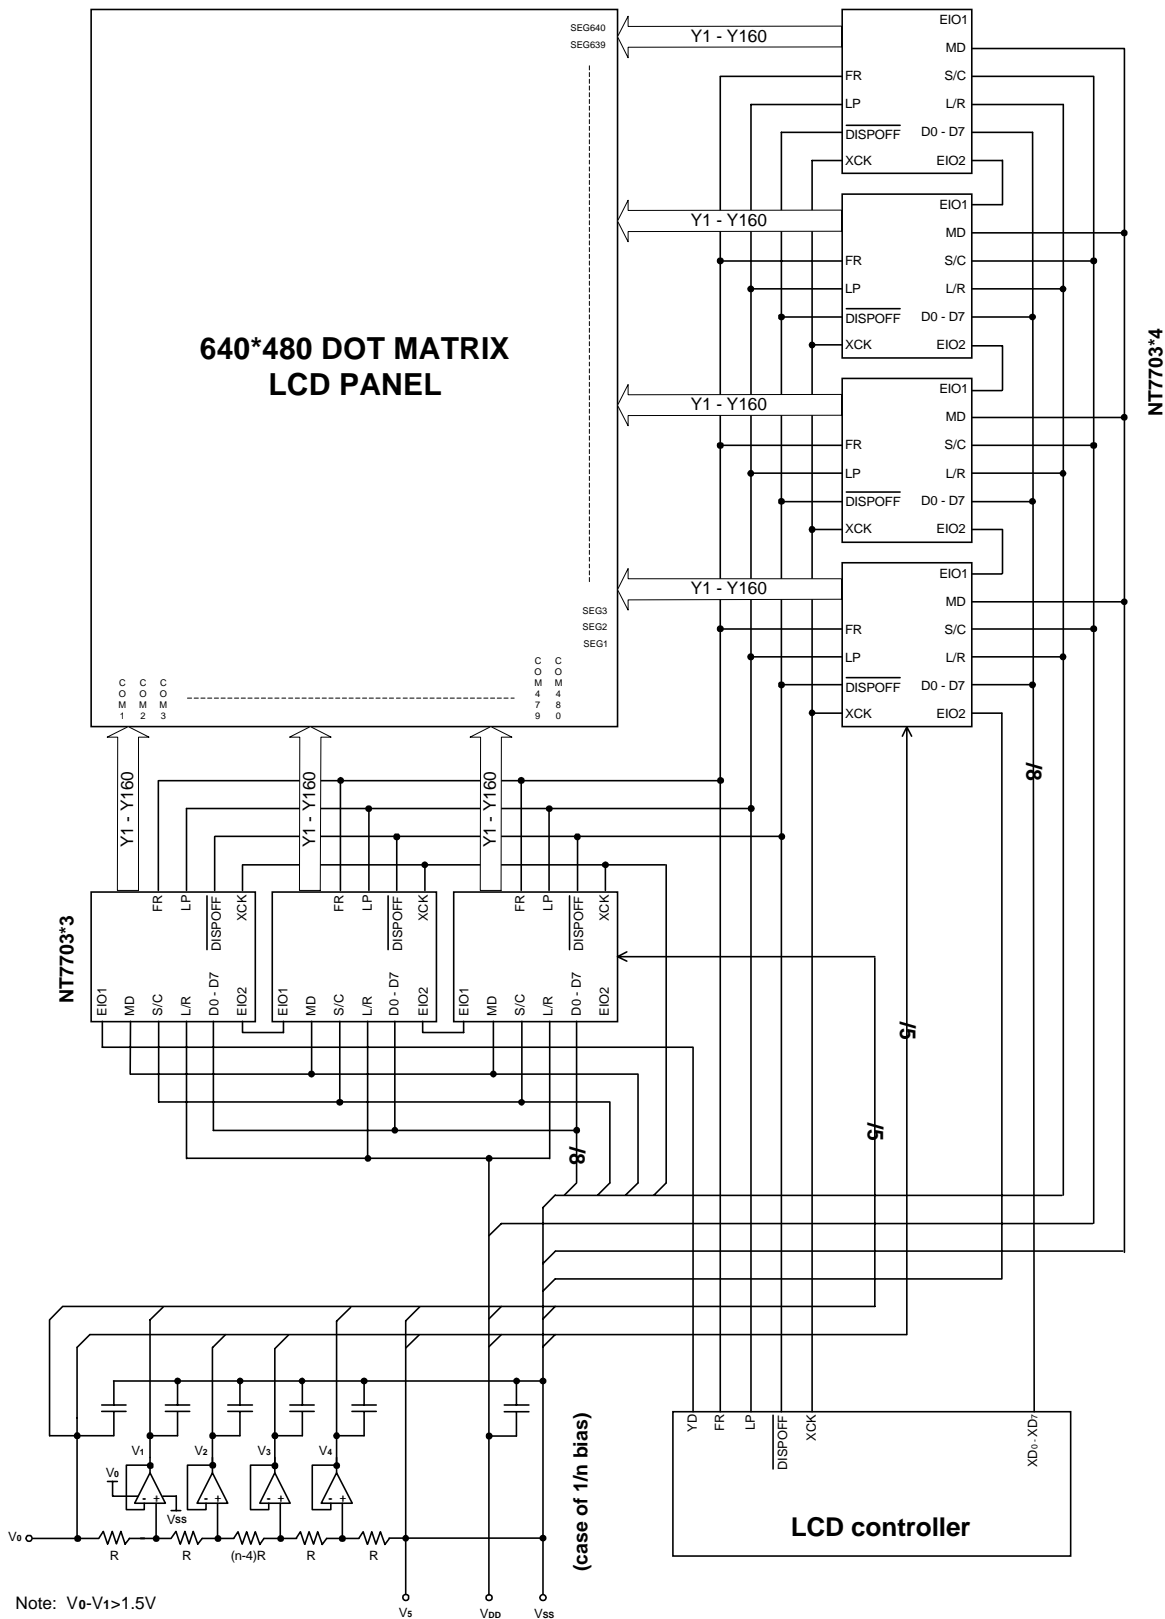 SEG640
SEG639
640*480 DOT MATRIX
LCD PANEL
SEG3
SEG2
SEG1
COM1
COM2
COM3
COM479
COM480
Y1 - Y160
Y1 - Y160
Y1 - Y160
Y1 - Y160
EIO1
MD
FR
S/C
LP
L/R
DISPOFF
D0 - D7
XCK
EIO2
EIO1
MD
FR
S/C
LP
L/R
DISPOFF
D0 - D7
XCK
EIO2
EIO1
MD
FR
S/C
LP
L/R
DISPOFF
D0 - D7
XCK
EIO2
EIO1
MD
FR
S/C
LP
L/R
DISPOFF
D0 - D7
XCK
EIO2
NT7703*4
/8
Y1 - Y160
Y1 - Y160
Y1 - Y160
NT7703*3
FR
LP
DISPOFF
XCK
EIO1
MD
S/C
L/R
D0 - D7
EIO2
FR
LP
DISPOFF
XCK
EIO1
MD
S/C
L/R
D0 - D7
EIO2
FR
LP
DISPOFF
XCK
EIO1
MD
S/C
L/R
D0 - D7
EIO2
/5
/5
/8
V1
V2
V3
V4
V0
- +
- +
- +
- +
Vss
V0
R
R
(n-4)R
R
R
(case of 1/n bias)
YD
FR
LP
DISPOFF
XCK
XD0 - XD7
LCD controller
Note: V0-V1>1.5V
V5
VDD
Vss